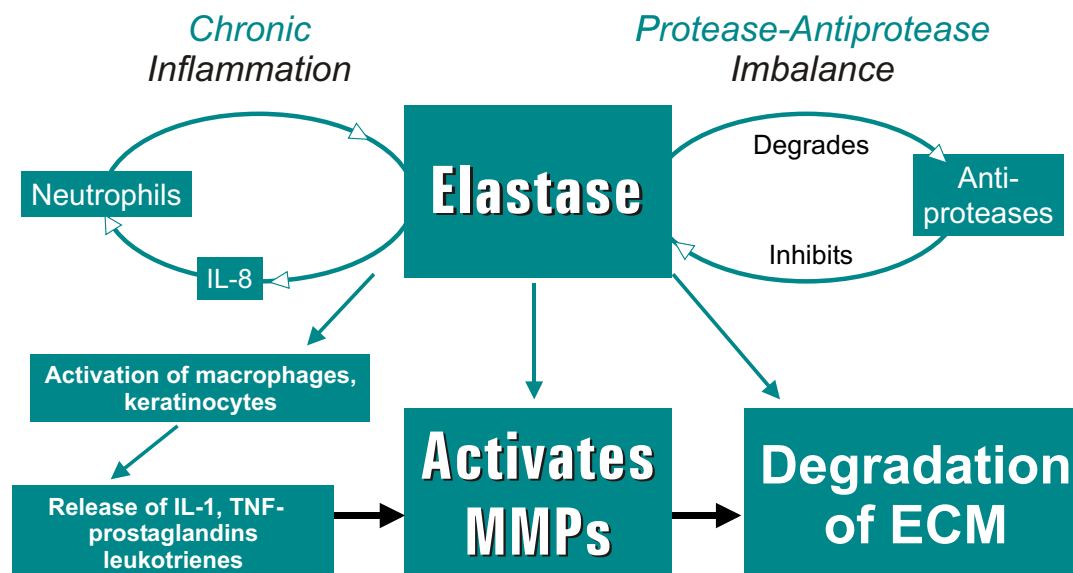 Chronic
Inflammation
Protease-Antiprotease
Imbalance
Neutrophils
IL-8
Elastase
Degrades
Inhibits
Anti-
proteases
Activation of macrophages,
keratinocytes
Release of IL-1, TNF-
prostaglandins
leukotrienes
Activates
MMPs
Degradation
of ECM